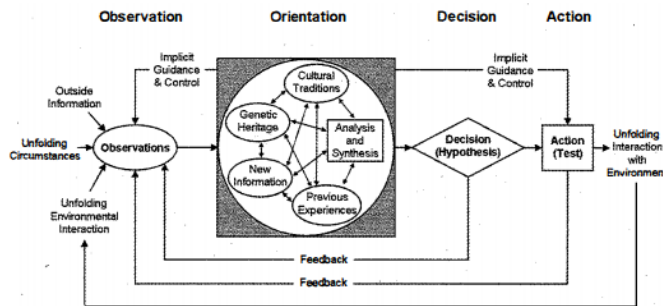 Observation
Orientation
Decision
Action
Implicit
Guidance
& Control
Cultural
Traditions
Implicit
Guidance
& Control
Outside
Information
Genetic
Heritage
Analysis
and
Synthesis
Unfolding
Circumstances
Observations
Decision
(Hypothesis)
Action
(Test)
Unfolding
Interaction
with
Environment
New
Information
Previous
Experiences
Unfolding
Environmental
Interaction
Feedback
Feedback